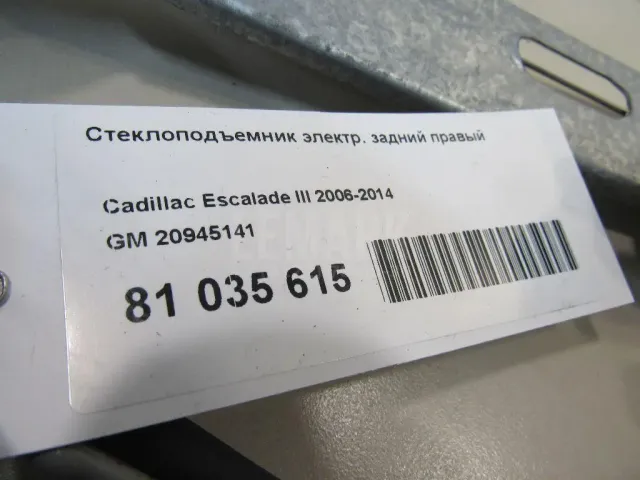 Стеклоподъемник электр. задний правый
Cadillac Escalade III 2006-2014
GM 20945141
81 035 615